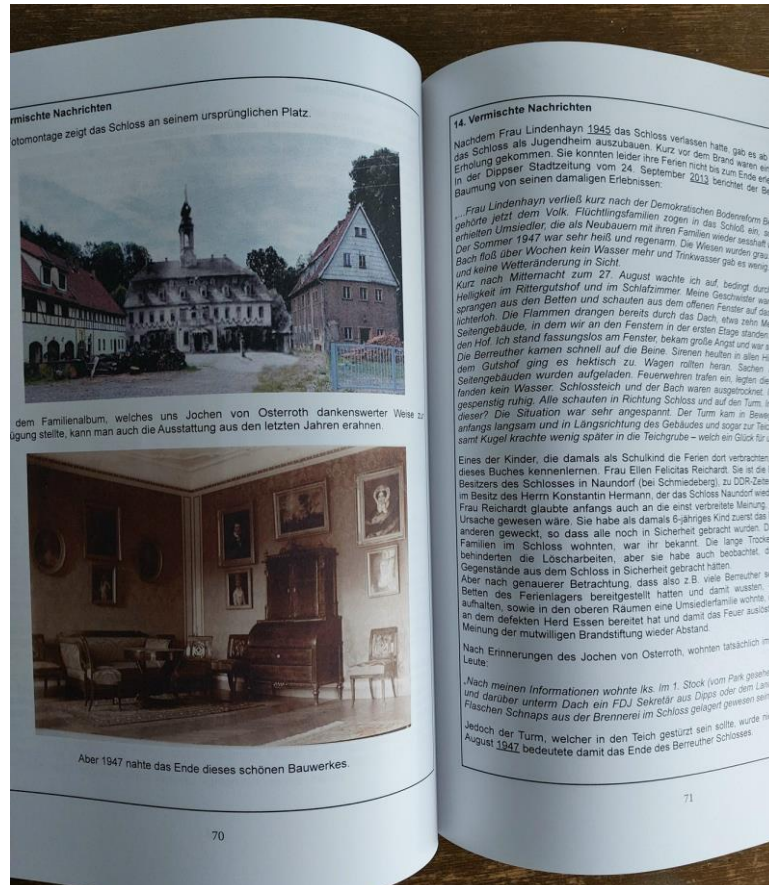 rmischte Nachrichten
otomontage zeigt das Schloss an seinem ursprünglichen Platz.
dem Familienalbum, welches uns Jochen von Osterroth dankenswerter Weise zur
ügung stellte, kann man auch die Ausstattung aus den letzten Jahren erahnen.
Aber 1947 nahte das Ende dieses schönen Bauwerkes.
70
14. Vermischte Nachrichten
Nachdem Frau Lindenhayn 1945 das Schloss verlassen hatte, gab es ab
das Schloss als Jugendheim auszubauen. Kurz vor dem Brand waren ein
Erholung gekommen. Sie konnten leider ihre Ferien nicht bis zum Ende erle
In der Dippser Stadtzeitung vom 24. September 2013 berichtet der Be
Baumung von seinen damaligen Erlebnissen:
„...Frau Lindenhayn verließ kurz nach der Demokratischen Bodenreform Be
gehörte jetzt dem Volk. Flüchtlingsfamilien zogen in das Schloß ein, s
erhielten Umsiedler, die als Neubauern mit ihren Familien wieder sesshaft
Der Sommer 1947 war sehr heiß und regenarm. Die Wiesen wurden grau
Bach floß über Wochen kein Wasser mehr und Trinkwasser gab es wenig
und keine Wetteränderung in Sicht.
Kurz nach Mitternacht zum 27. August wachte ich auf, bedingt durch
Helligkeit im Rittergutshof und im Schlafzimmer. Meine Geschwister war
sprangen aus den Betten und schauten aus dem offenen Fenster auf das
lichterloh. Die Flammen drangen bereits durch das Dach, etwa zehn Me
Seitengebäude, in dem wir an den Fenstern in der ersten Etage standen
den Hof. Ich stand fassungslos am Fenster, bekam große Angst und war
Die Berreuther kamen schnell auf die Beine. Sirenen heulten in allen
dem Gutshof ging es hektisch zu. Wagen rollten heran. Sachen
Seitengebäuden wurden aufgeladen. Feuerwehren trafen ein, legten die
fanden kein Wasser. Schlossteich und der Bach waren ausgetrocknet.
gespenstig ruhig. Alle schauten in Richtung Schloss und auf den Turm.
dieser? Die Situation war sehr angespannt. Der Turm kam in Bewe
anfangs langsam und in Längsrichtung des Gebäudes und sogar zur Teic
samt Kugel krachte wenig später in die Teichgrube – welch ein Glück für
Eines der Kinder, die damals als Schulkind die Ferien dort verbrachten
dieses Buches kennenlernen. Frau Ellen Felicitas Reichardt. Sie ist die
Besitzers des Schlosses in Naundorf (bei Schmiedeberg), zu DDR-Zeite
im Besitz des Herrn Konstantin Hermann, der das Schloss Naundorf wied
Frau Reichardt glaubte anfangs auch an die einst verbreitete Meinung,
Ursache gewesen wäre. Sie habe als damals 6-jähriges Kind zuerst das
anderen geweckt, so dass alle noch in Sicherheit gebracht wurden. D
Familien im Schloss wohnten, war ihr bekannt. Die lange Trocke
behinderten die Löscharbeiten, aber sie habe auch beobachtet, d
Gegenstände aus dem Schloss in Sicherheit gebracht hätten.
Aber nach genauerer Betrachtung, dass also z.B. viele Berreuther se
Betten des Ferienlagers bereitgestellt hatten und damit wussten,
aufhalten, sowie in den oberen Räumen eine Umsiedlerfamilie wohnte,
an dem defekten Herd Essen bereitet hat und damit das Feuer auslöst
Meinung der mutwilligen Brandstiftung wieder Abstand.
Nach Erinnerungen des Jochen von Osterroth, wohnten tatsächlich im
Leute:
„Nach meinen Informationen wohnte lks. im 1. Stock (vom Park gesehe
und darüber unterm Dach ein FDJ Sekretär aus Dipps oder dem Land
Flaschen Schnaps aus der Brennerei im Schloss gelagert gewesen sein
Jedoch der Turm, welcher in den Teich gestürzt sein sollte, wurde ni
August 1947 bedeutete damit das Ende des Berreuther Schlosses.
71